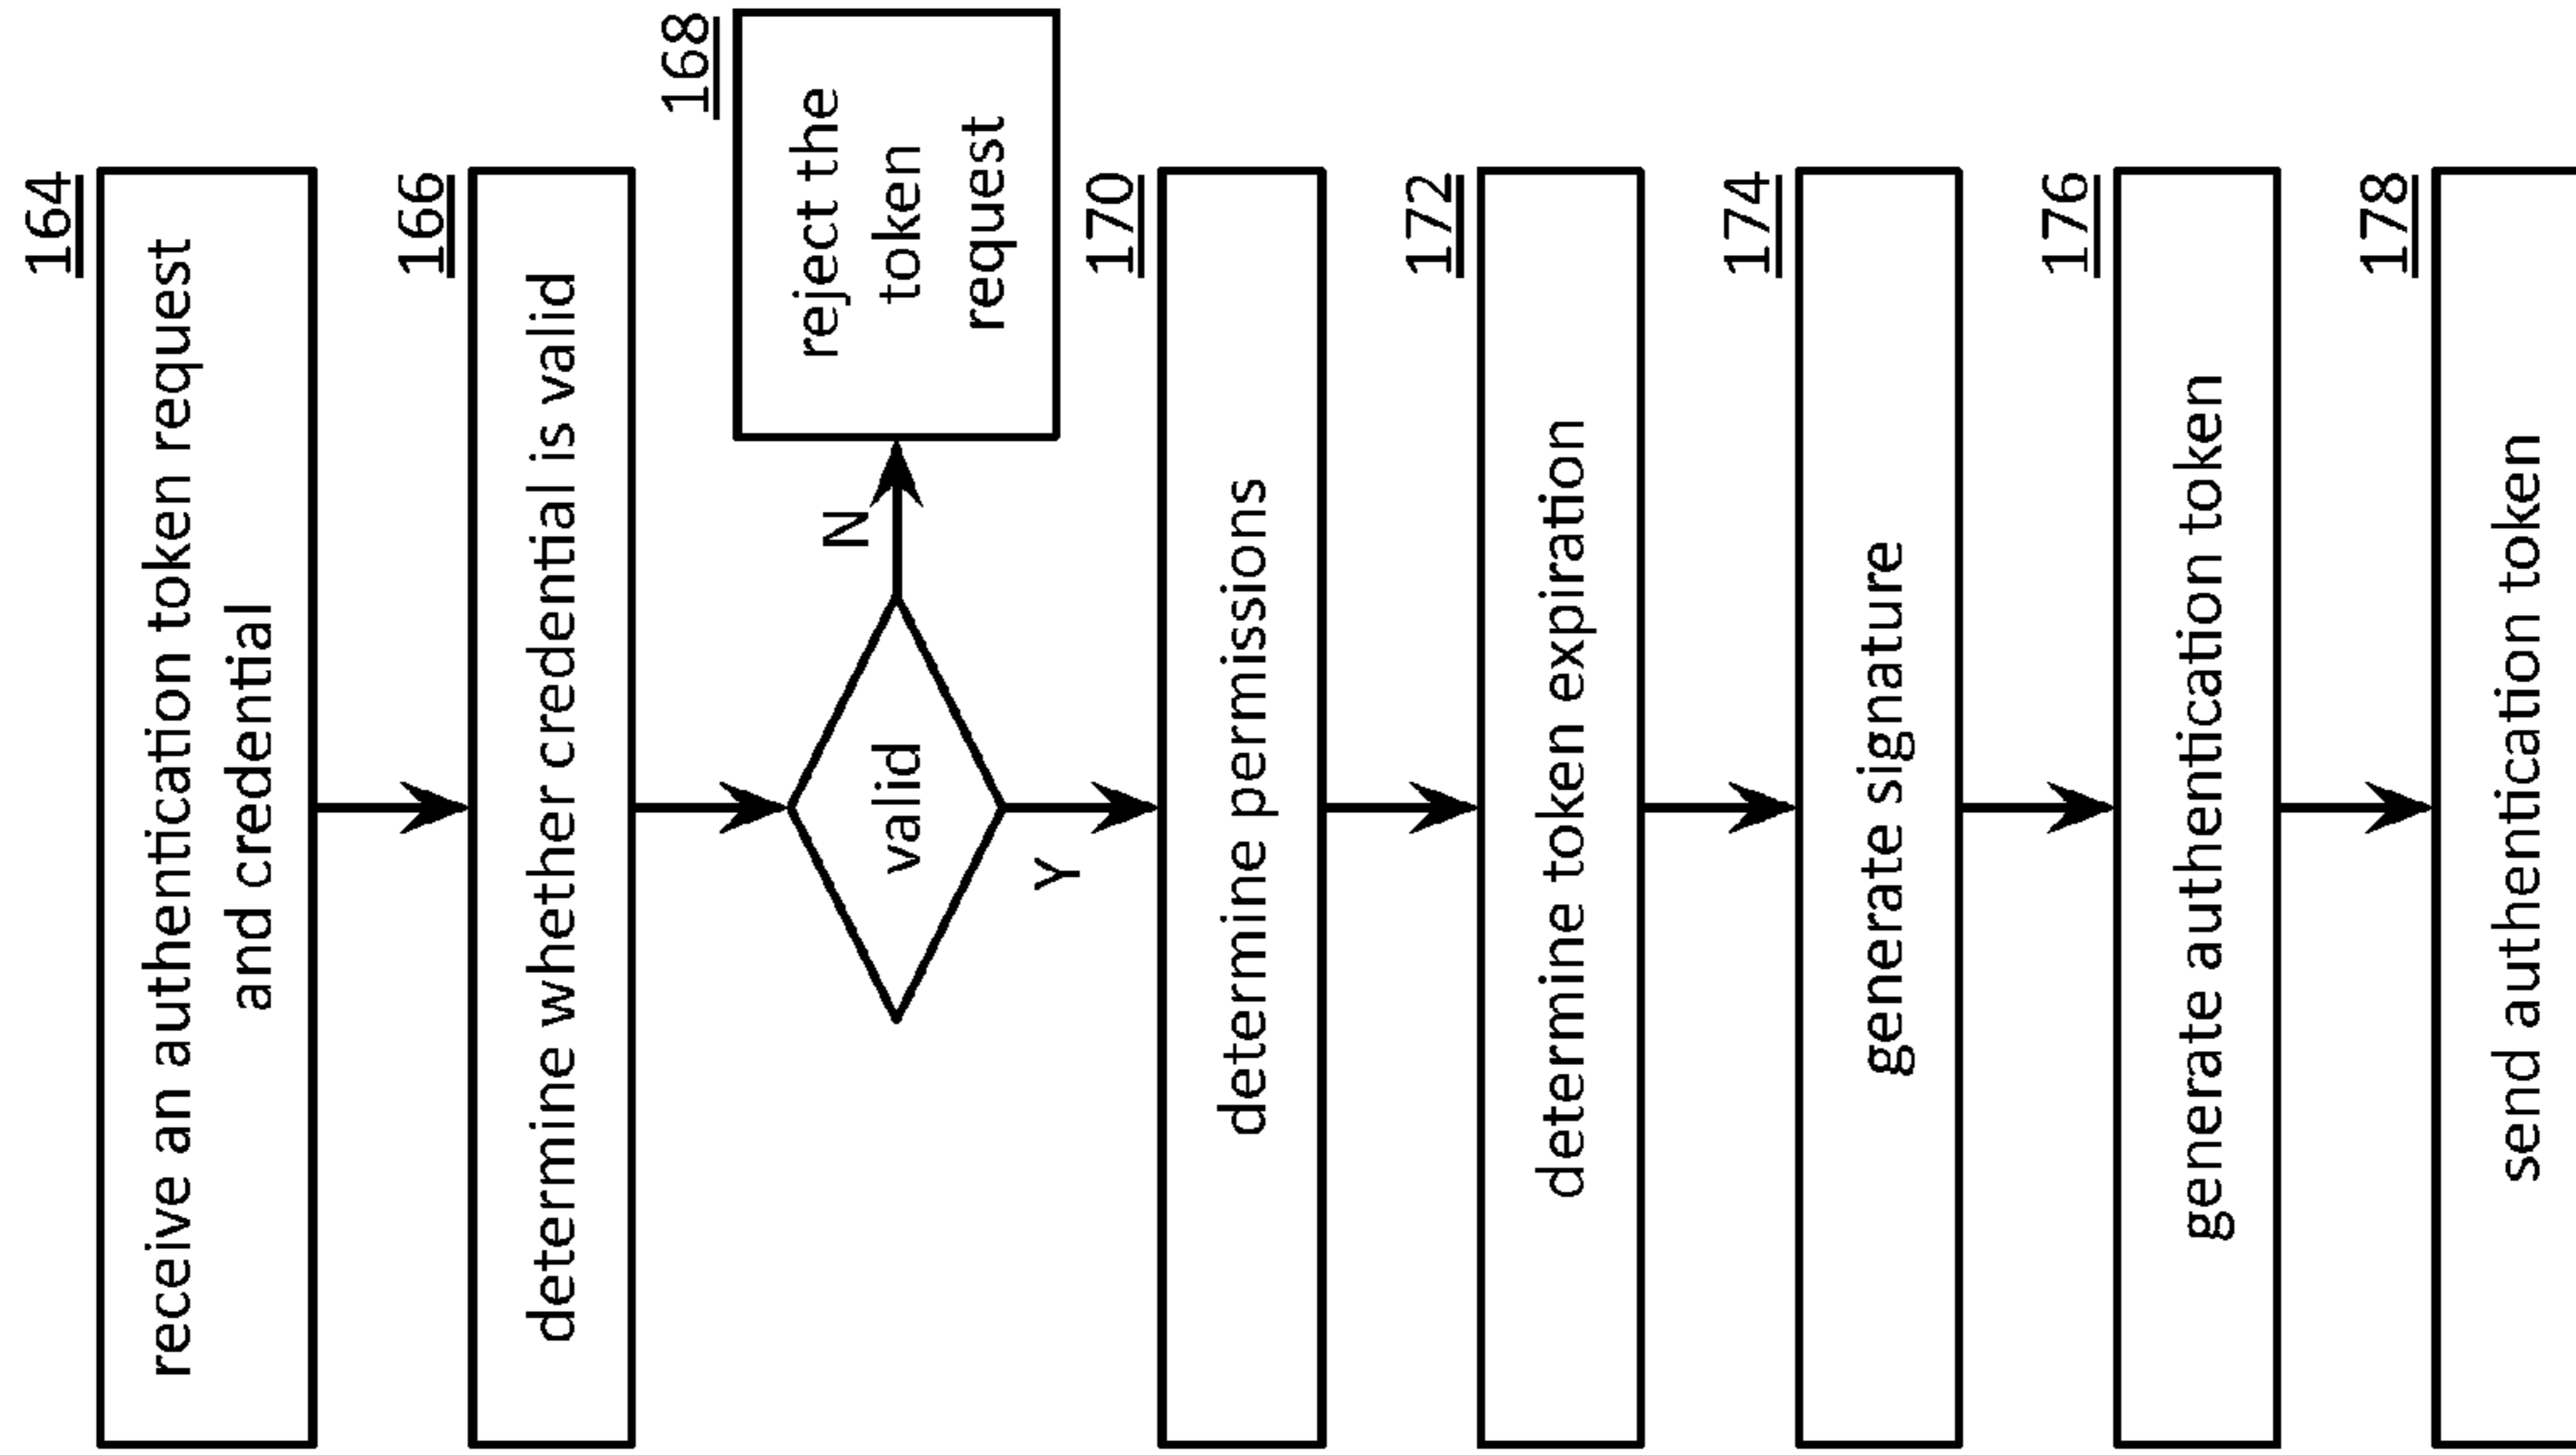 164
receive an authentication token request
and credential
166
determine whether credential is valid
valid
N
168
reject the
token
request
Y
170
determine permissions
172
determine token expiration
174
generate signature
176
generate authentication token
178
send authentication token